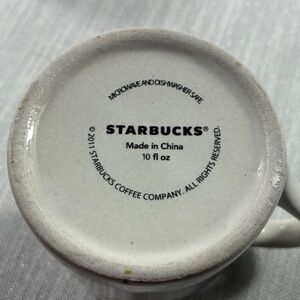 MICROWAVE AND DISHWASHER SAFE.
STARBUCKS®
Made in China
10 fl oz
© 2011 STARBUCKS COFFEE COMPANY. ALL RIGHTS RESERVED.